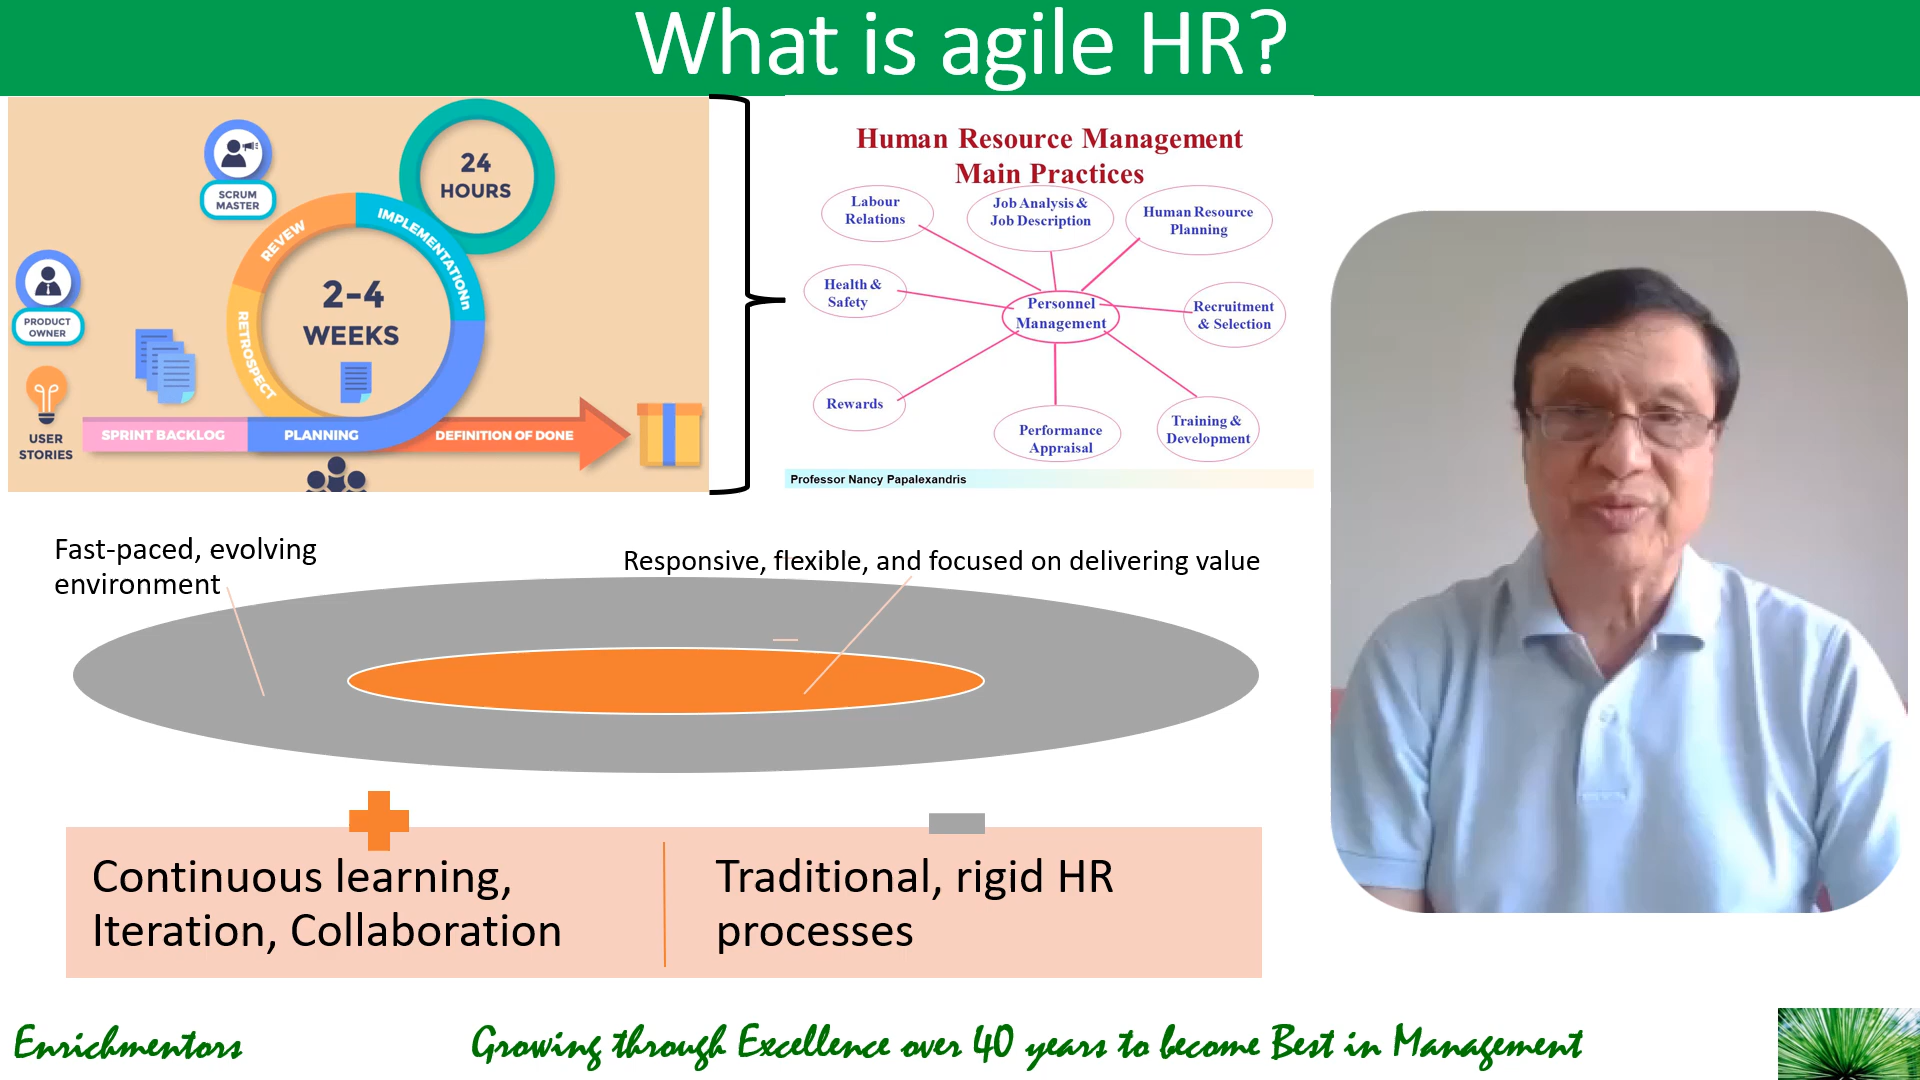 What is agile HR?
24
HOURS
SCRUM
MASTER
IMPLEMENTATIONn
REVEW
2-4
WEEKS
RETROSPECT
PRODUCT
OWNER
USER
STORIES
SPRINT BACKLOG
PLANNING
DEFINITION OF DONE
Human Resource Management
Main Practices
Labour
Relations
Job Analysis &
Job Description
Human Resource
Planning
Health &
Safety
Personnel
Management
Recruitment
& Selection
Rewards
Performance
Appraisal
Training &
Development
Professor Nancy Papalexandris
Fast-paced, evolving
environment
Responsive, flexible, and focused on delivering value
Continuous learning,
Iteration, Collaboration
Traditional, rigid HR
processes
Enrichmentors
Growing through Excellence over 40 years to become Best in Management